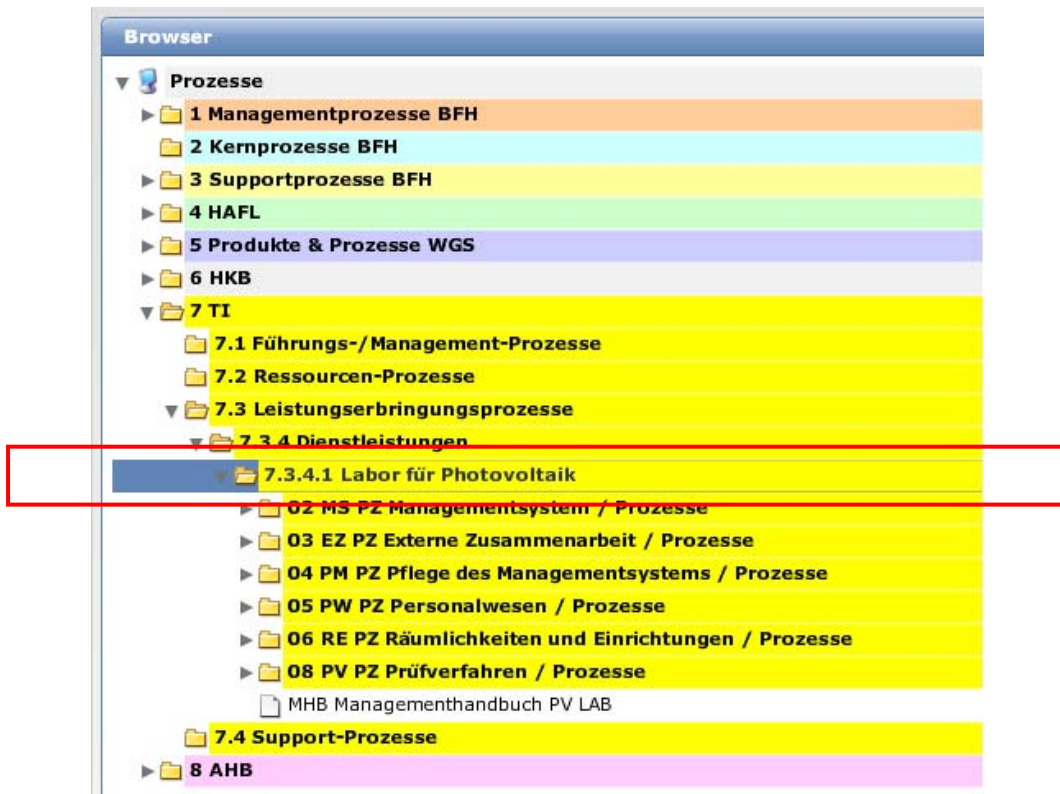 Browser
Prozesse
1 Managementprozesse BFH
2 Kernprozesse BFH
3 Supportprozesse BFH
4 HAFL
5 Produkte & Prozesse WGS
6 HKB
7 TI
7.1 Führungs-/Management-Prozesse
7.2 Ressourcen-Prozesse
7.3 Leistungserbringungsprozesse
7.3.4 Dienstleistungen
7.3.4.1 Labor für Photovoltaik
02 MS PZ Managementsystem / Prozesse
03 EZ PZ Externe Zusammenarbeit / Prozesse
04 PM PZ Pflege des Managementsystems / Prozesse
05 PW PZ Personalwesen / Prozesse
06 RE PZ Räumlichkeiten und Einrichtungen / Prozesse
08 PV PZ Prüfverfahren / Prozesse
MHB Managementhandbuch PV LAB
7.4 Support-Prozesse
8 AHB